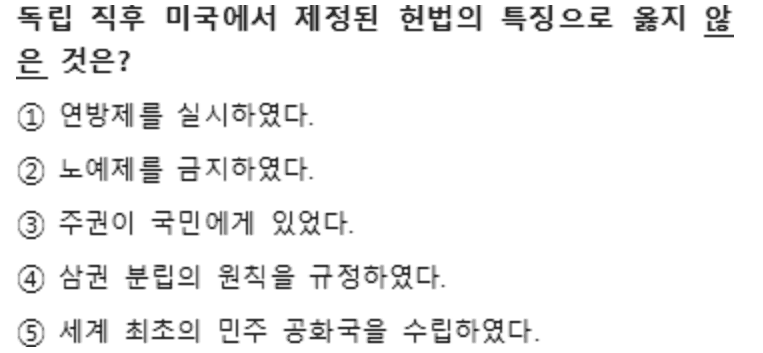 독립 직후 미국에서 제정된 헌법의 특징으로 옳지 않
은 것은?
① 연방제를 실시하였다.
② 노예제를 금지하였다.
③ 주권이 국민에게 있었다.
④ 삼권 분립의 원칙을 규정하였다.
⑤ 세계 최초의 민주 공화국을 수립하였다.